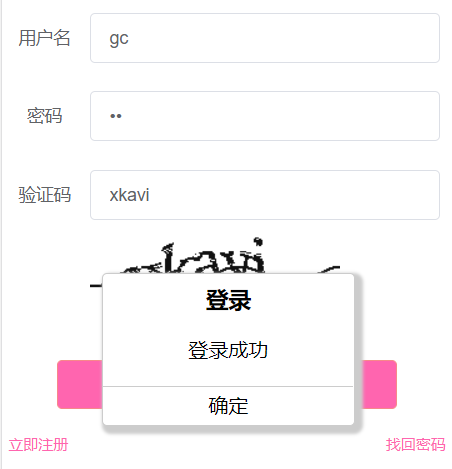 用户名 gc
密码 ••
验证码 xkavi
xkavi
登录
登录成功
确定
立即注册 找回密码